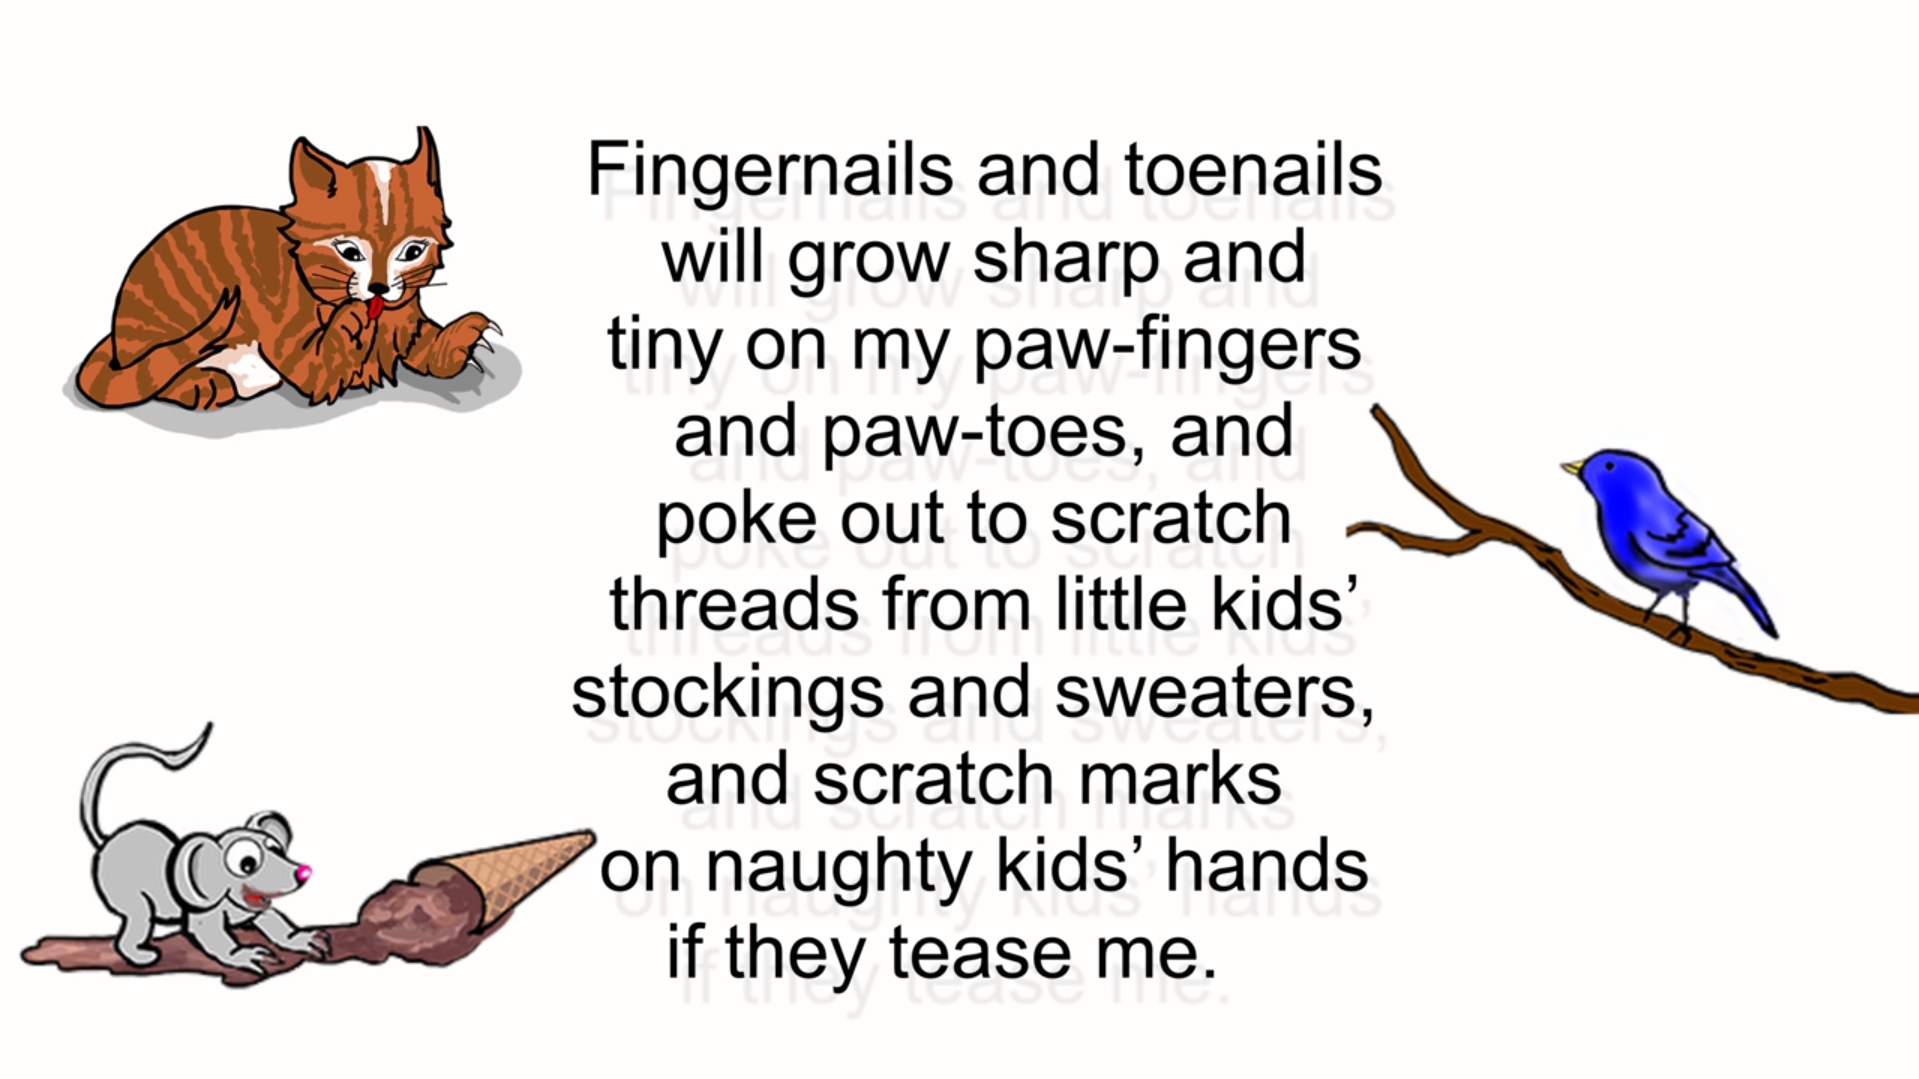 Fingernails and toenails
will grow sharp and
tiny on my paw-fingers
and paw-toes, and
poke out to scratch
threads from little kids’
stockings and sweaters,
and scratch marks
on naughty kids’ hands
if they tease me.